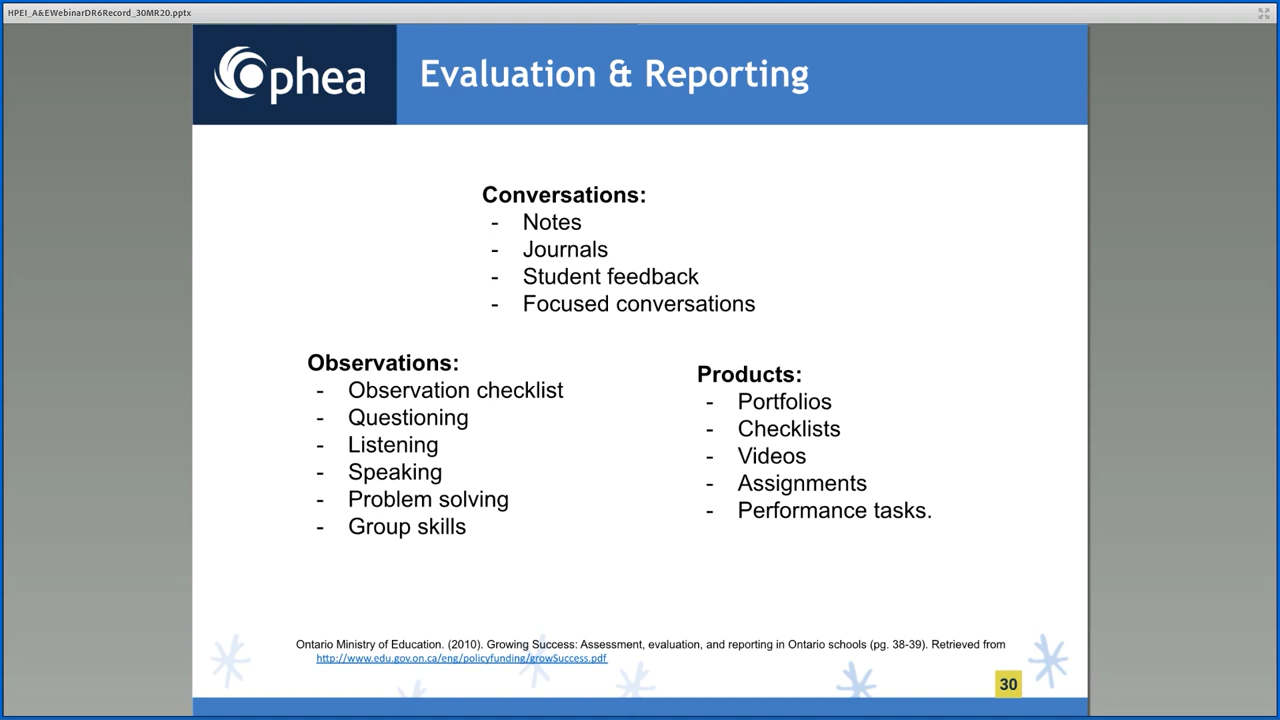 HPEI_A&EWebinarDR6Record_30MR20.pptx
Ophea
Evaluation & Reporting
Conversations:
- Notes
- Journals
- Student feedback
- Focused conversations
Observations:
- Observation checklist
- Questioning
- Listening
- Speaking
- Problem solving
- Group skills
Products:
- Portfolios
- Checklists
- Videos
- Assignments
- Performance tasks.
Ontario Ministry of Education. (2010). Growing Success: Assessment, evaluation, and reporting in Ontario schools (pg. 38-39). Retrieved from
http://www.edu.gov.on.ca/eng/policyfunding/growSuccess.pdf
30